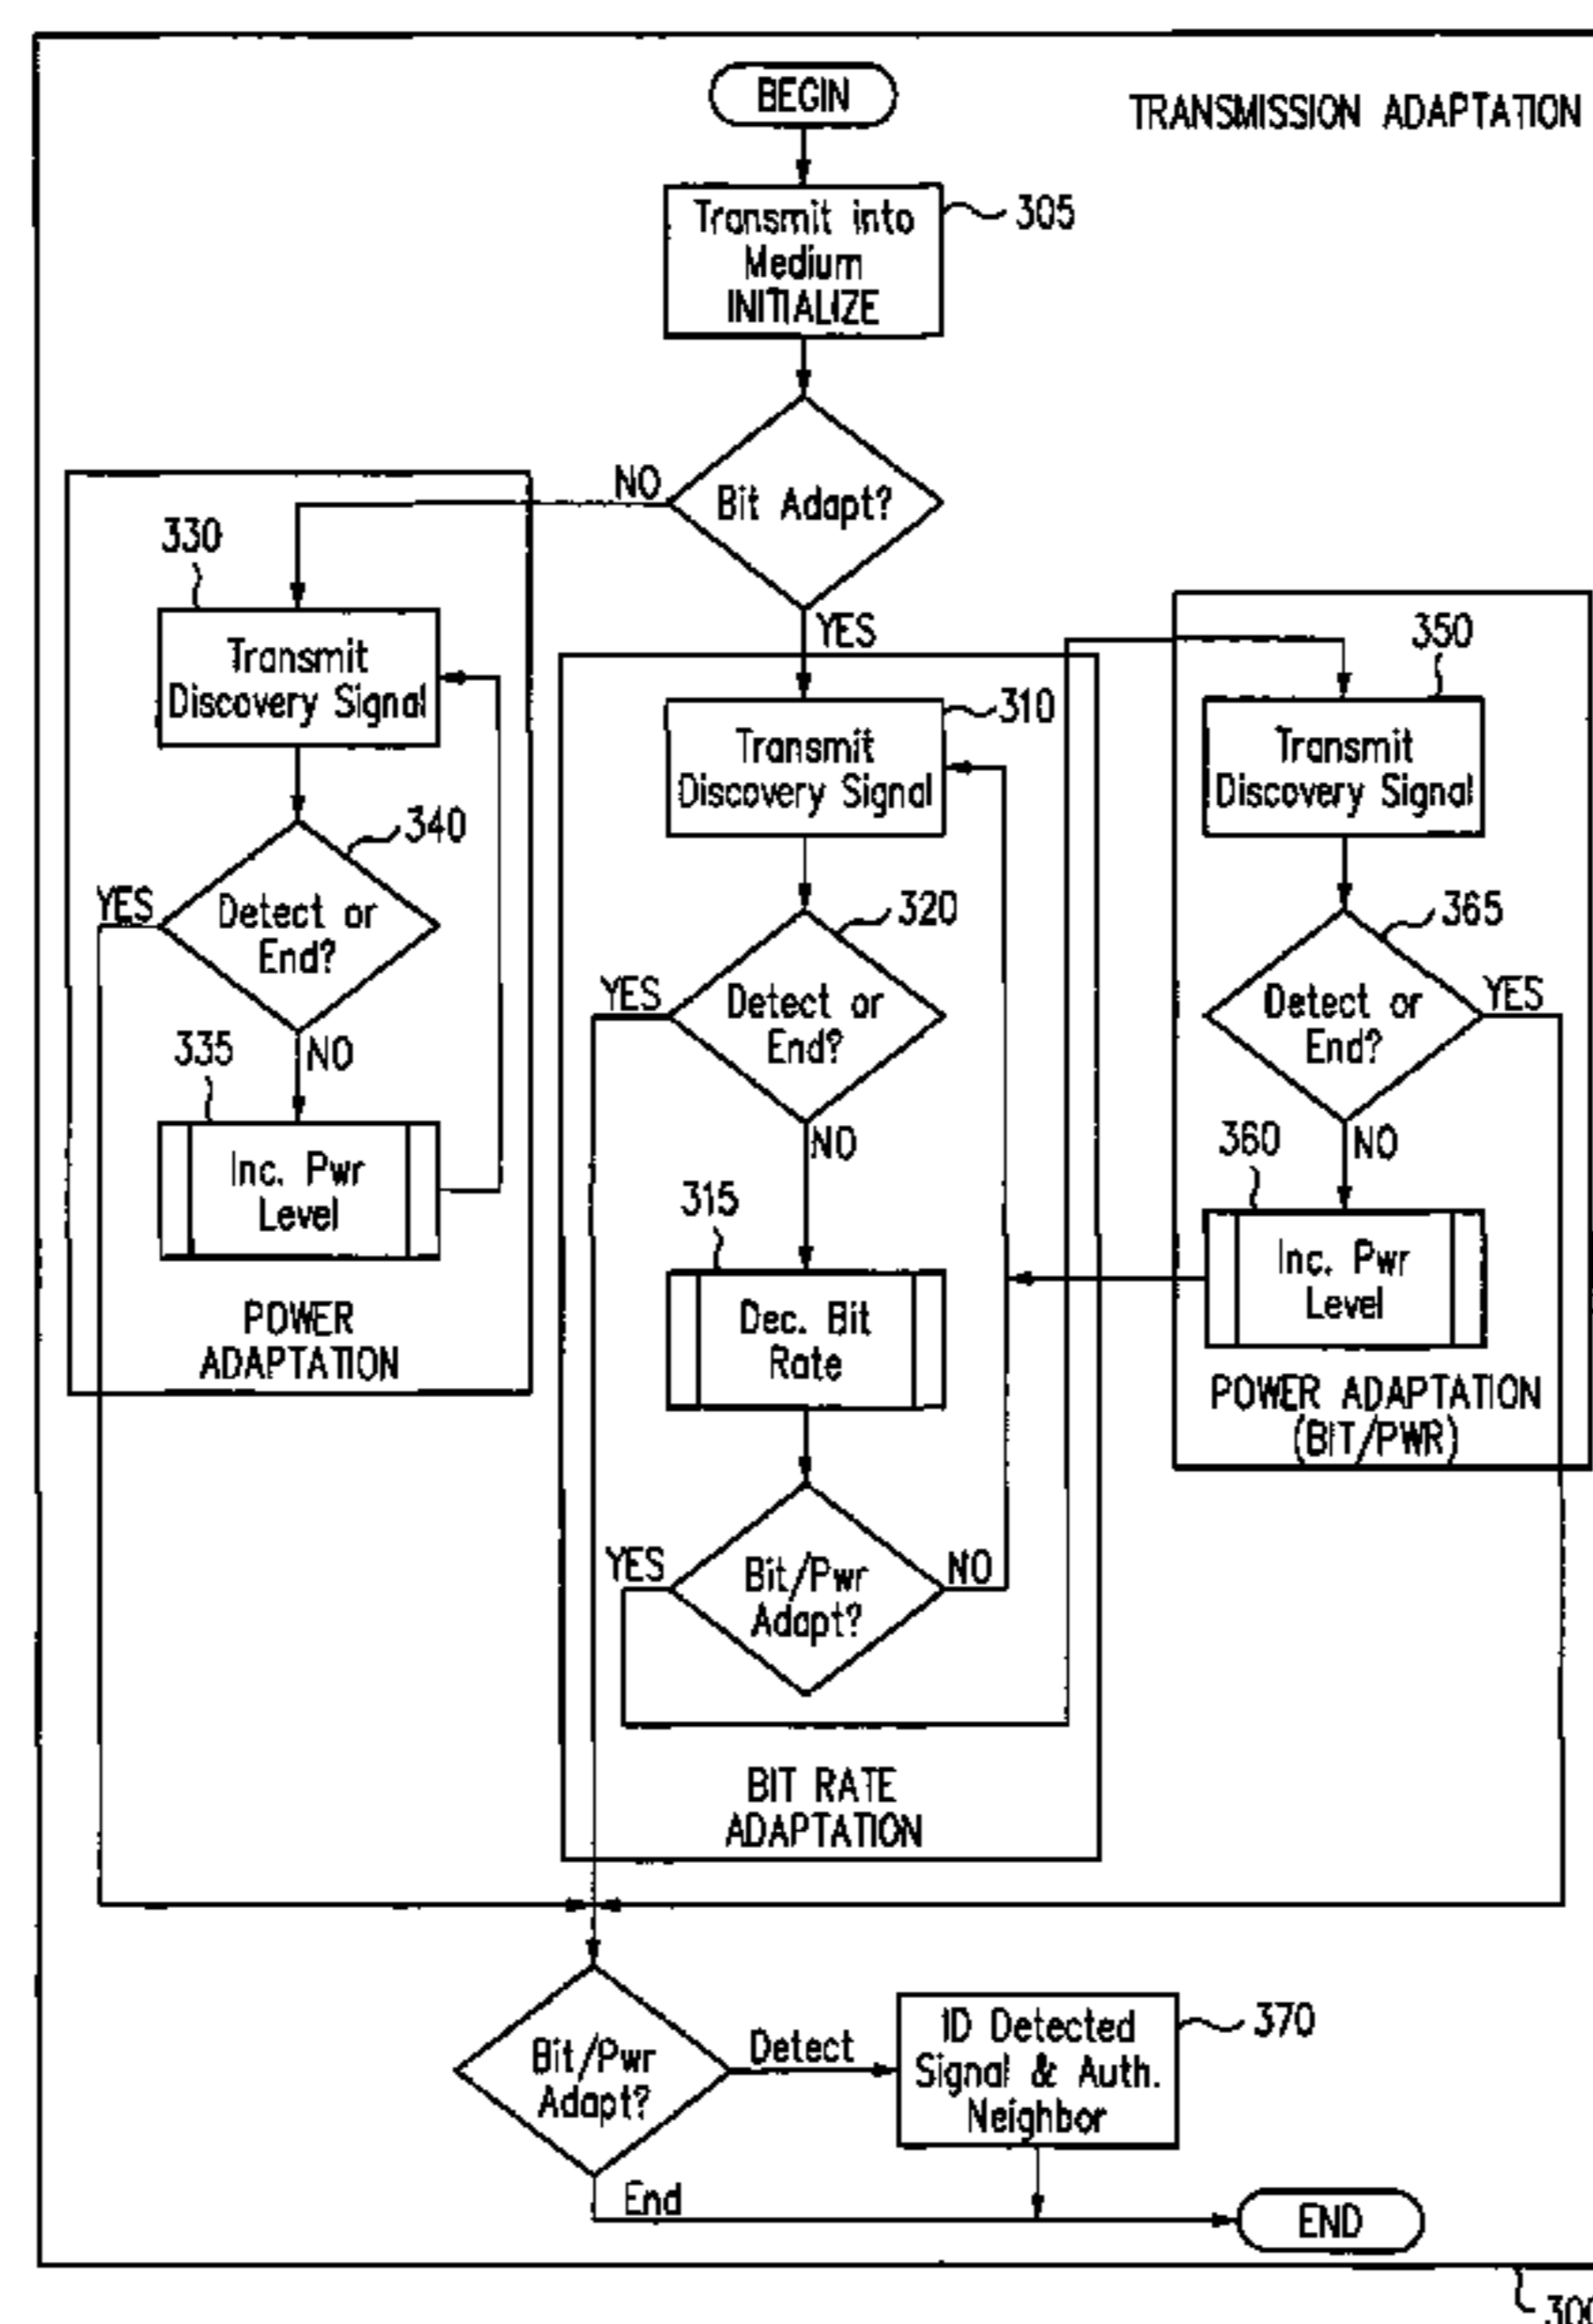 BEGIN
TRANSMISSION ADAPTATION
Transmit into
Medium
INITIALIZE
305
Bit Adapt?
NO
YES
330
Transmit
Discovery Signal
340
Detect or
End?
YES
NO
335
Inc. Pwr
Level
POWER
ADAPTATION
310
Transmit
Discovery Signal
320
Detect or
End?
YES
NO
315
Dec. Bit
Rate
Bit/Pwr
Adapt?
YES
NO
BIT RATE
ADAPTATION
350
Transmit
Discovery Signal
365
Detect or
End?
YES
NO
360
Inc. Pwr
Level
POWER ADAPTATION
(BIT/PWR)
Bit/Pwr
Adapt?
Detect
End
ID Detected
Signal & Auth.
Neighbor
370
END
300